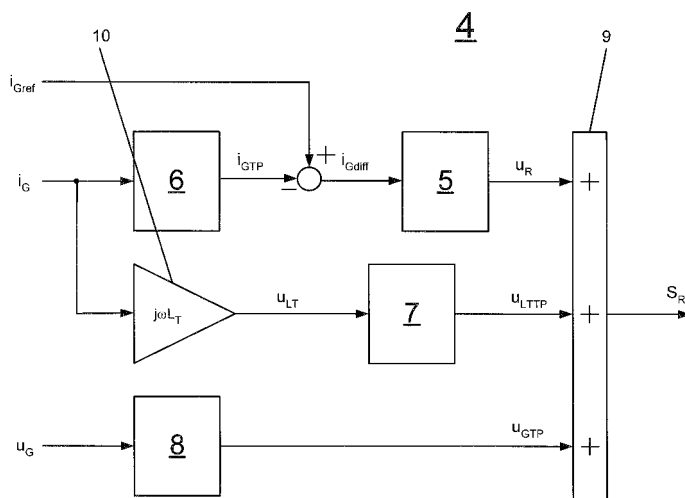 4
10
9
i_Gref
i_G
6
i_GTP
+
−
i_Gdiff
5
u_R
+
jωL_T
u_LT
7
u_LTTP
+
S_R
u_G
8
u_GTP
+